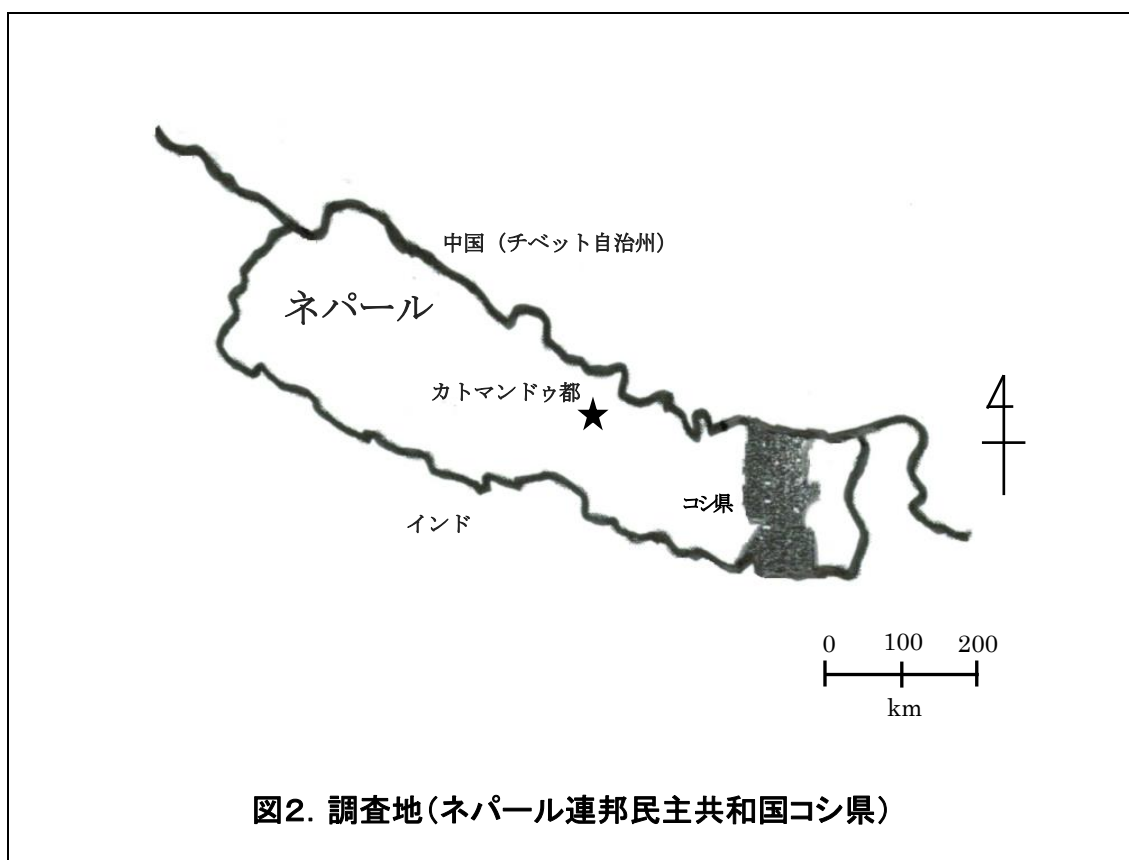 中国（チベット自治州）
ネパール
カトマンドゥ都
★
コシ県
インド
0 100 200
km
図2．調査地（ネパール連邦民主共和国コシ県）